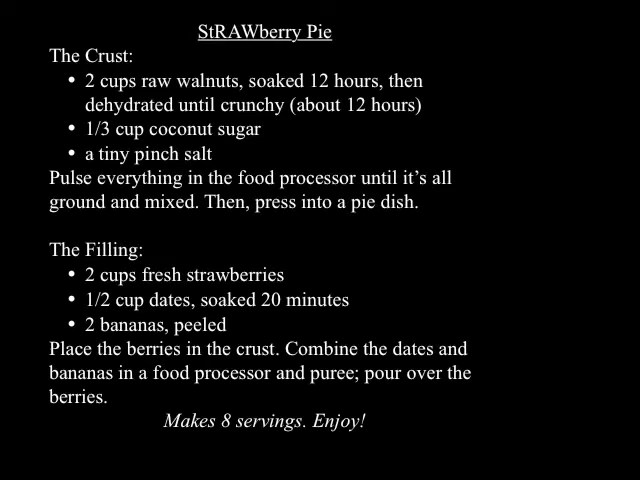 StRAWberry Pie
The Crust:
• 2 cups raw walnuts, soaked 12 hours, then
dehydrated until crunchy (about 12 hours)
• 1/3 cup coconut sugar
• a tiny pinch salt
Pulse everything in the food processor until it’s all
ground and mixed. Then, press into a pie dish.
The Filling:
• 2 cups fresh strawberries
• 1/2 cup dates, soaked 20 minutes
• 2 bananas, peeled
Place the berries in the crust. Combine the dates and
bananas in a food processor and puree; pour over the
berries.
Makes 8 servings. Enjoy!